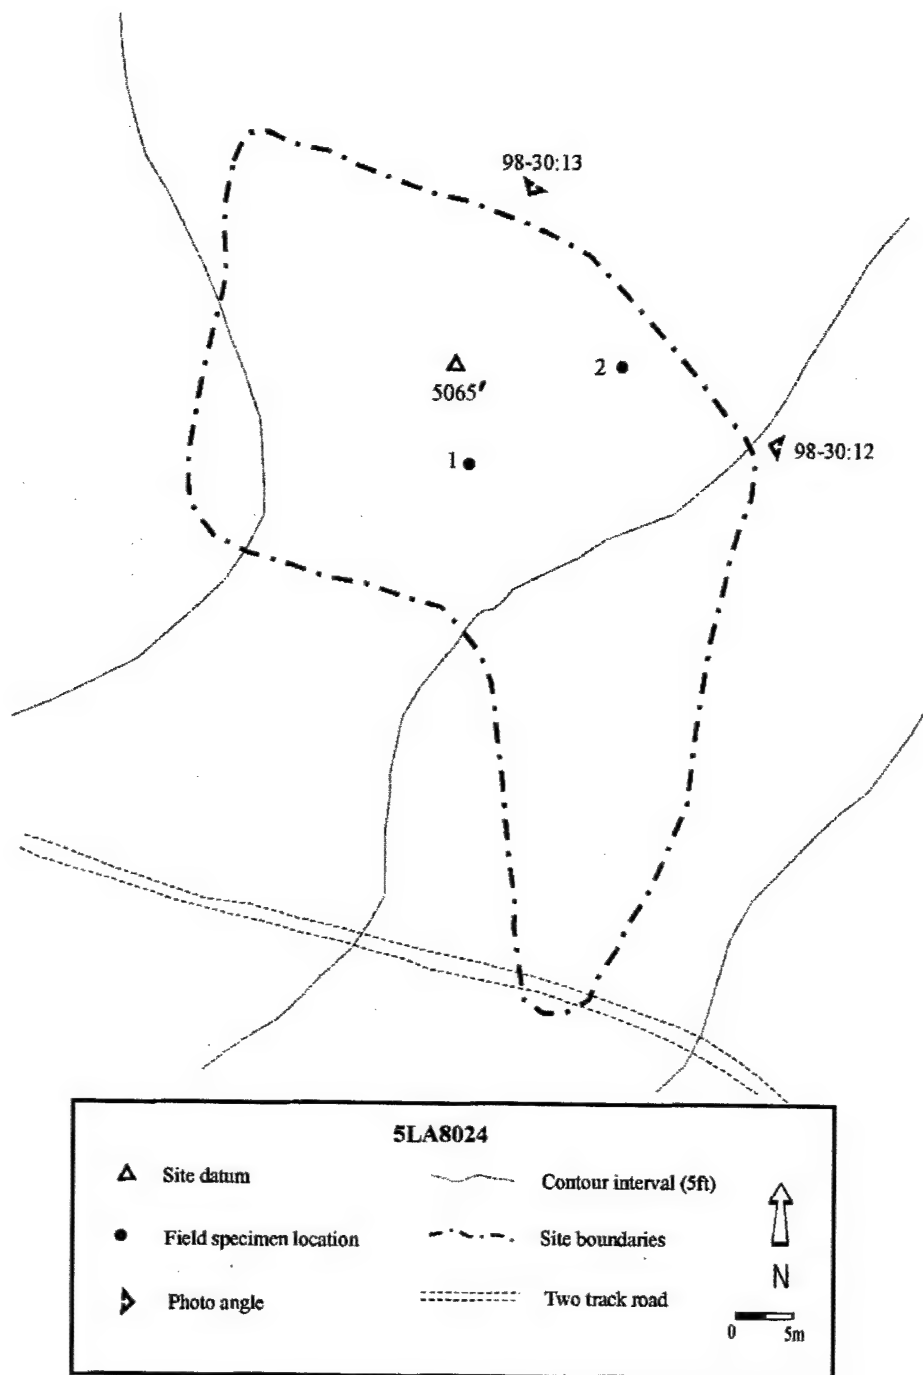 98-30:13
2
5065'
98-30:12
1
5LA8024
Site datum
Contour interval (5ft)
Field specimen location
Site boundaries
Photo angle
Two track road
N
0 5m